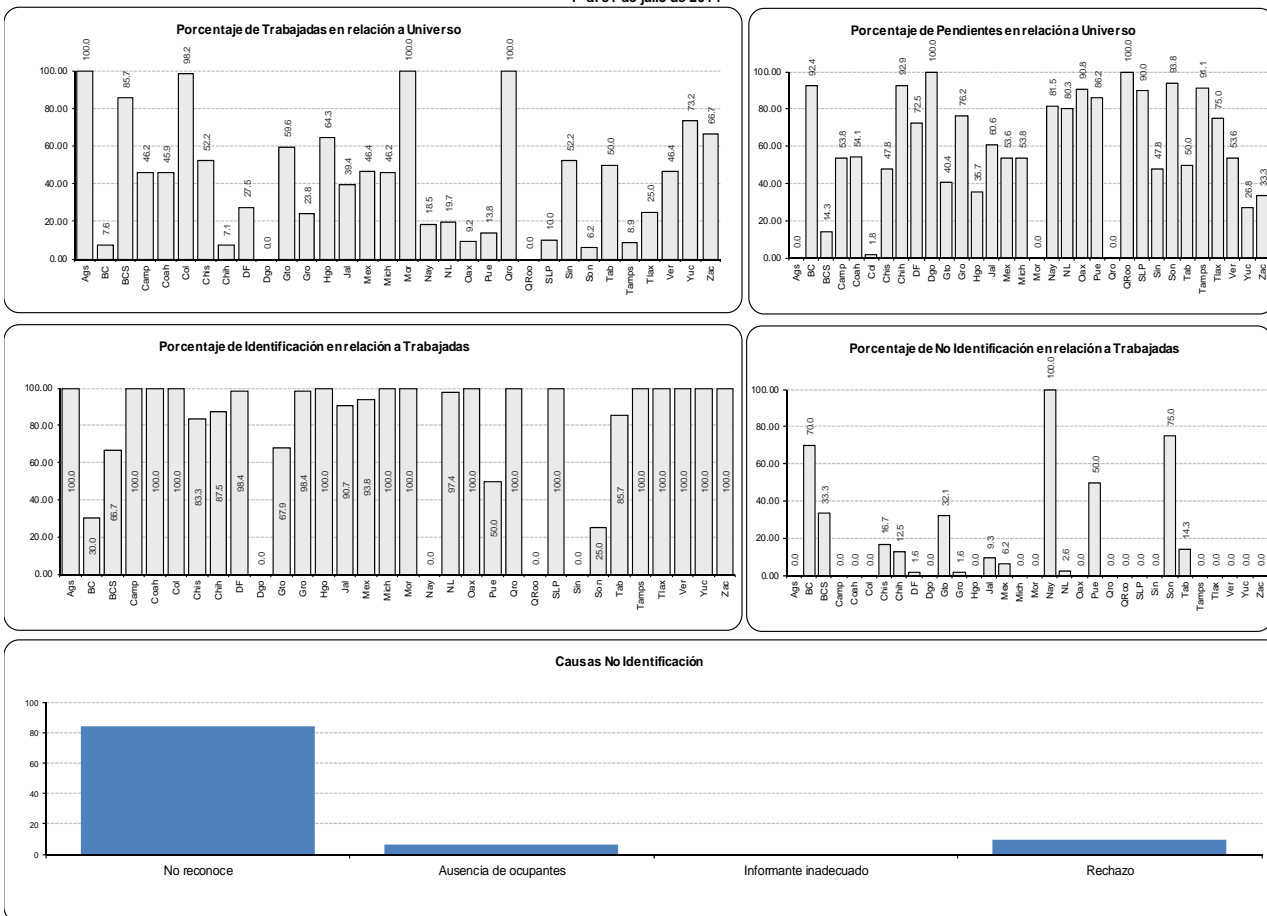 Porcentaje de Trabajadas en relación a Universo
100.00
80.00
60.00
40.00
20.00
0.00
100.0 7.6 85.7 46.2 45.9 98.2 52.2 7.1 27.5 0.0 59.6 23.8 64.3 39.4 46.4 46.2 100.0 18.5 19.7 9.2 13.8 100.0 0.0 10.0 52.2 6.2 50.0 8.9 25.0 46.4 73.2 66.7
Ags BC BCS Camp Coah Col Chis Chih DF Dgo Gto Gro Hgo Jal Mex Mich Mor Nay NL Oax Pue Qro QRoo SLP Sin Son Tab Tamps Tlax Ver Yuc Zac
Porcentaje de Pendientes en relación a Universo
100.00
80.00
60.00
40.00
20.00
0.00
0.0 92.4 14.3 53.8 54.1 1.8 47.8 92.9 72.5 100.0 40.4 76.2 35.7 60.6 53.6 53.8 0.0 81.5 80.3 90.8 86.2 0.0 100.0 90.0 47.8 93.8 50.0 91.1 75.0 53.6 26.8 33.3
Ags BC BCS Camp Coah Col Chis Chih DF Dgo Gto Gro Hgo Jal Mex Mich Mor Nay NL Oax Pue Qro QRoo SLP Sin Son Tab Tamps Tlax Ver Yuc Zac
Porcentaje de Identificación en relación a Trabajadas
100.00
80.00
60.00
40.00
20.00
0.00
100.0 30.0 66.7 100.0 100.0 100.0 83.3 87.5 98.4 0.0 67.9 98.4 100.0 90.7 93.8 100.0 100.0 0.0 97.4 100.0 50.0 100.0 0.0 100.0 0.0 25.0 85.7 100.0 100.0 100.0 100.0 100.0
Ags BC BCS Camp Coah Col Chis Chih DF Dgo Gto Gro Hgo Jal Mex Mich Mor Nay NL Oax Pue Qro QRoo SLP Sin Son Tab Tamps Tlax Ver Yuc Zac
Porcentaje de No Identificación en relación a Trabajadas
100.00
80.00
60.00
40.00
20.00
0.00
0.0 70.0 33.3 0.0 0.0 0.0 16.7 12.5 1.6 0.0 32.1 1.6 0.0 9.3 6.2 0.0 0.0 100.0 2.6 0.0 50.0 0.0 0.0 0.0 0.0 75.0 14.3 0.0 0.0 0.0 0.0 0.0
Ags BC BCS Camp Coah Col Chis Chih DF Dgo Gto Gro Hgo Jal Mex Mich Mor Nay NL Oax Pue Qro QRoo SLP Sin Son Tab Tamps Tlax Ver Yuc Zac
Causas No Identificación
100
80
60
40
20
0
No reconoce Ausencia de ocupantes Informante inadecuado Rechazo